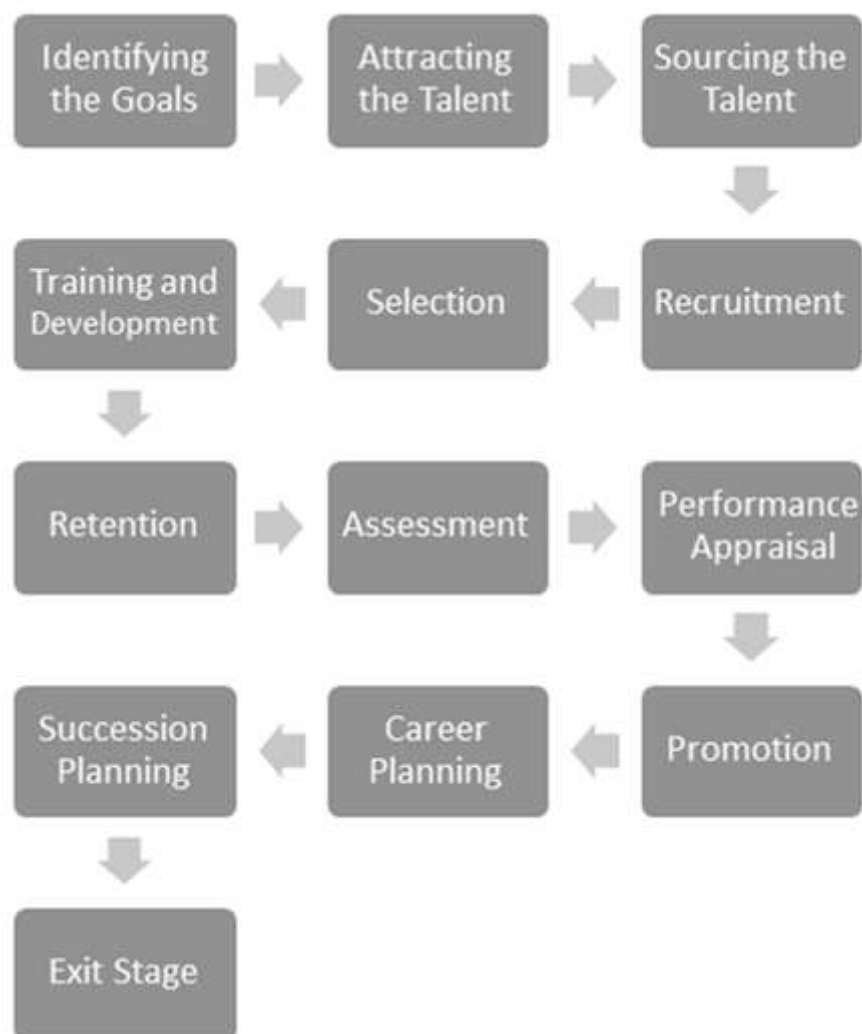 Identifying
the Goals
Attracting
the Talent
Sourcing the
Talent
Recruitment
Selection
Training and
Development
Retention
Assessment
Performance
Appraisal
Promotion
Career
Planning
Succession
Planning
Exit Stage